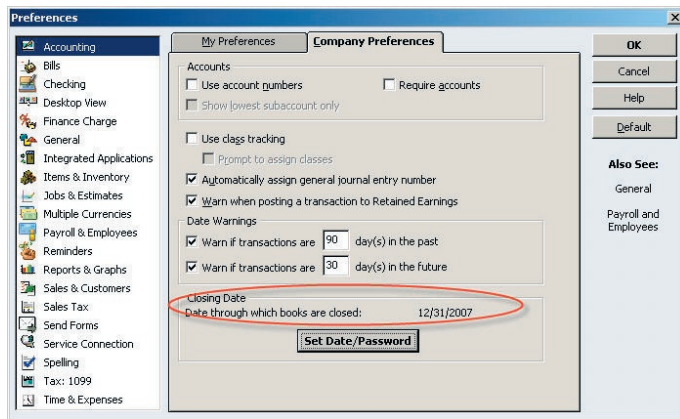 Preferences
Accounting
Bills
Checking
Desktop View
Finance Charge
General
Integrated Applications
Items & Inventory
Jobs & Estimates
Multiple Currencies
Payroll & Employees
Reminders
Reports & Graphs
Sales & Customers
Sales Tax
Send Forms
Service Connection
Spelling
Tax: 1099
Time & Expenses
My Preferences
Company Preferences
Accounts
Use account numbers
Require accounts
Show lowest subaccount only
Use class tracking
Prompt to assign classes
Automatically assign general journal entry number
Warn when posting a transaction to Retained Earnings
Date Warnings
Warn if transactions are 90 day(s) in the past
Warn if transactions are 30 day(s) in the future
Closing Date
Date through which books are closed: 12/31/2007
Set Date/Password
OK
Cancel
Help
Default
Also See:
General
Payroll and
Employees